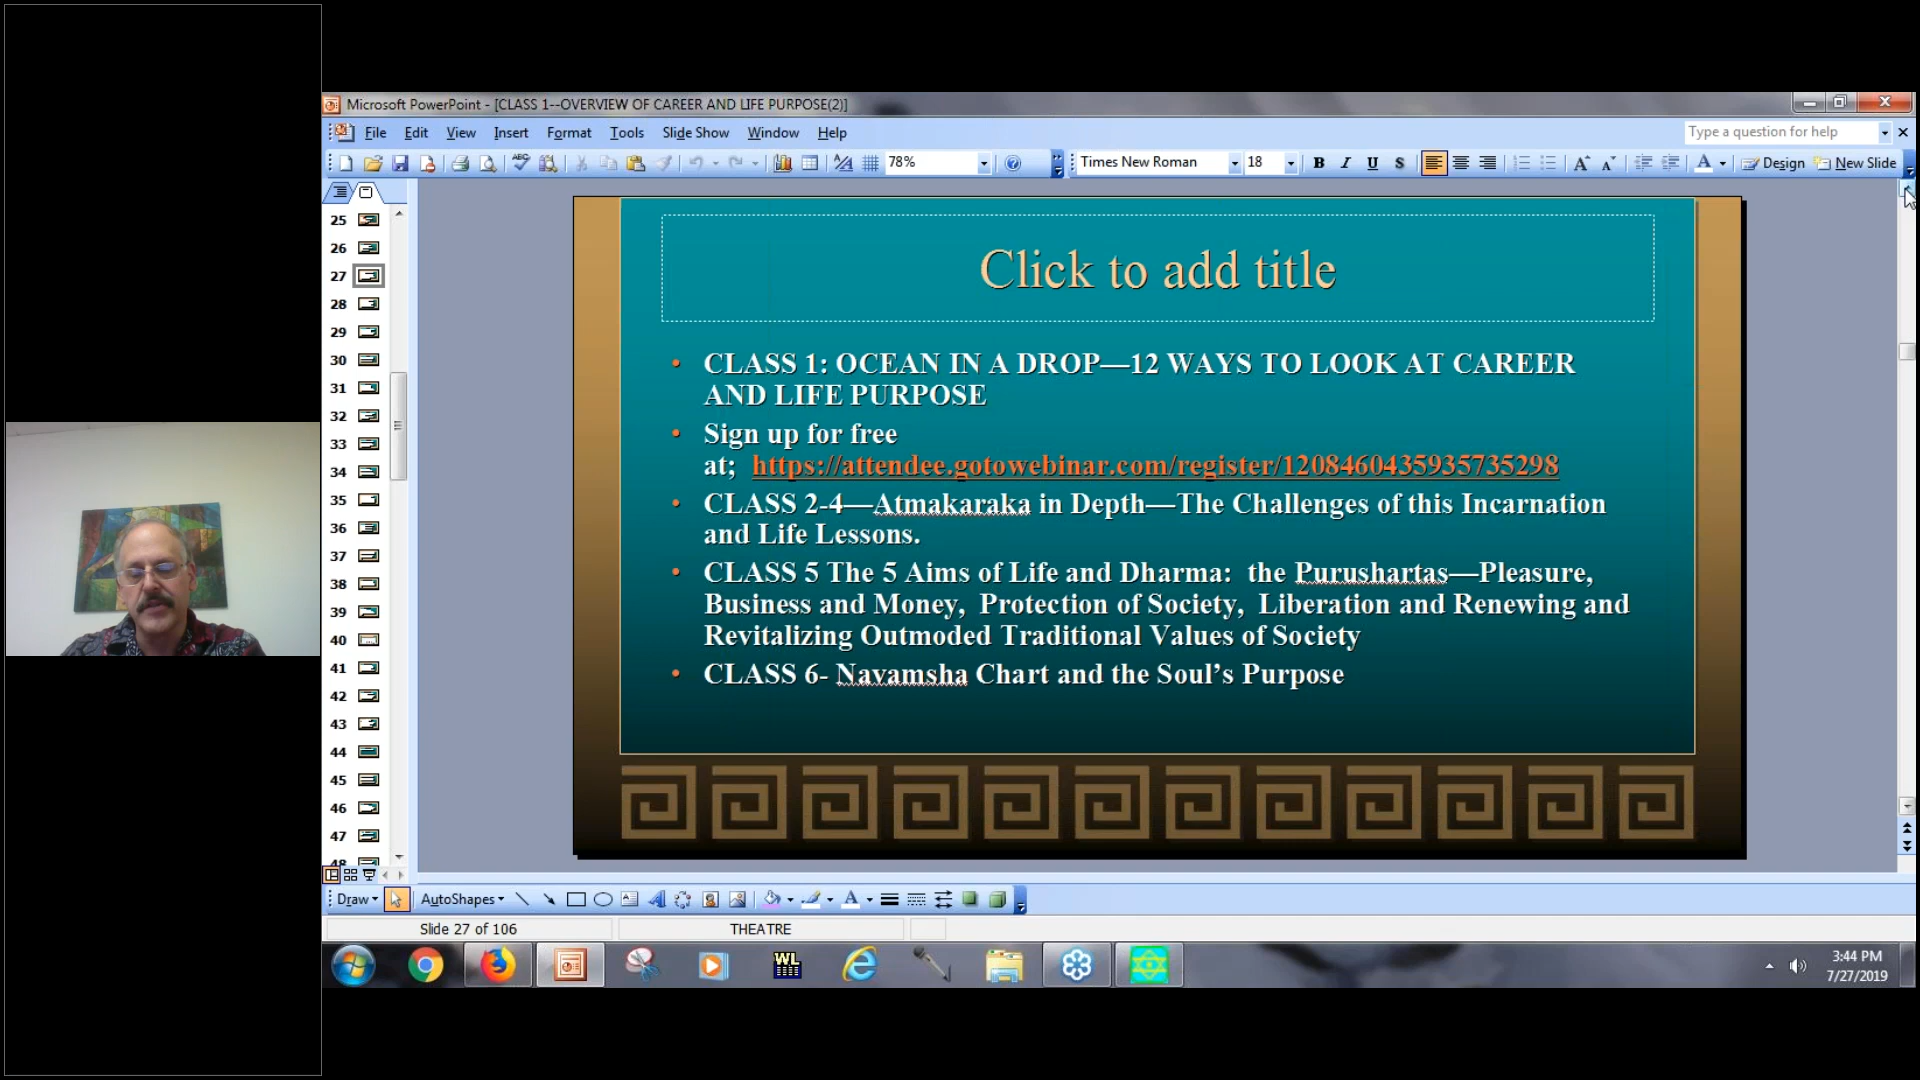 Microsoft PowerPoint - [CLASS 1--OVERVIEW OF CAREER AND LIFE PURPOSE(2)]
File Edit View Insert Format Tools Slide Show Window Help
Type a question for help
78%
Times New Roman
18
B I U S
A A
A
Design
New Slide
25
26
27
28
29
30
31
32
33
34
35
36
37
38
39
40
41
42
43
44
45
46
47
48
Click to add title
• CLASS 1: OCEAN IN A DROP—12 WAYS TO LOOK AT CAREER
AND LIFE PURPOSE
• Sign up for free
at; https://attendee.gotowebinar.com/register/1208460435935735298
• CLASS 2-4—Atmakaraka in Depth—The Challenges of this Incarnation
and Life Lessons.
• CLASS 5 The 5 Aims of Life and Dharma: the Purushartas—Pleasure,
Business and Money, Protection of Society, Liberation and Renewing and
Revitalizing Outmoded Traditional Values of Society
• CLASS 6- Navamsha Chart and the Soul’s Purpose
Draw AutoShapes
Slide 27 of 106
THEATRE
WL
3:44 PM
7/27/2019